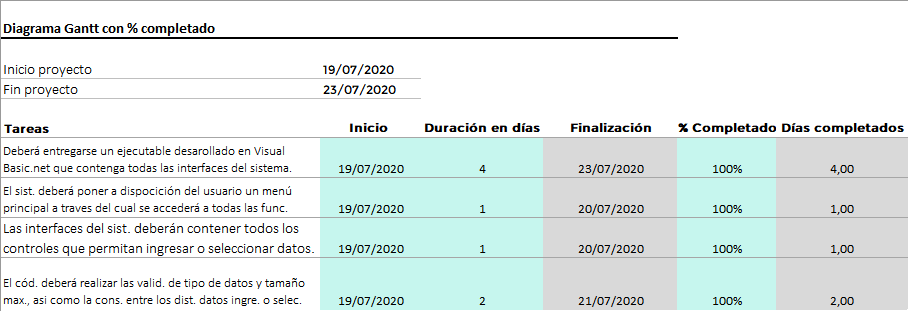 Diagrama Gantt con % completado
Inicio proyecto 19/07/2020
Fin proyecto 23/07/2020
Tareas Inicio Duración en días Finalización % Completado Días completados
Deberá entregarse un ejecutable desarollado en Visual
Basic.net que contenga todas las interfaces del sistema. 19/07/2020 4 23/07/2020 100% 4,00
El sist. deberá poner a disposción del usuario un menú
principal a traves del cual se accederá a todas las func. 19/07/2020 1 20/07/2020 100% 1,00
Las interfaces del sist. deberán contener todos los
controles que permitan ingresar o seleccionar datos. 19/07/2020 1 20/07/2020 100% 1,00
El cód. deberá realizar las valid. de tipo de datos y tamaño
max., asi como la cons. entre los dist. datos ingre. o selec. 19/07/2020 2 21/07/2020 100% 2,00